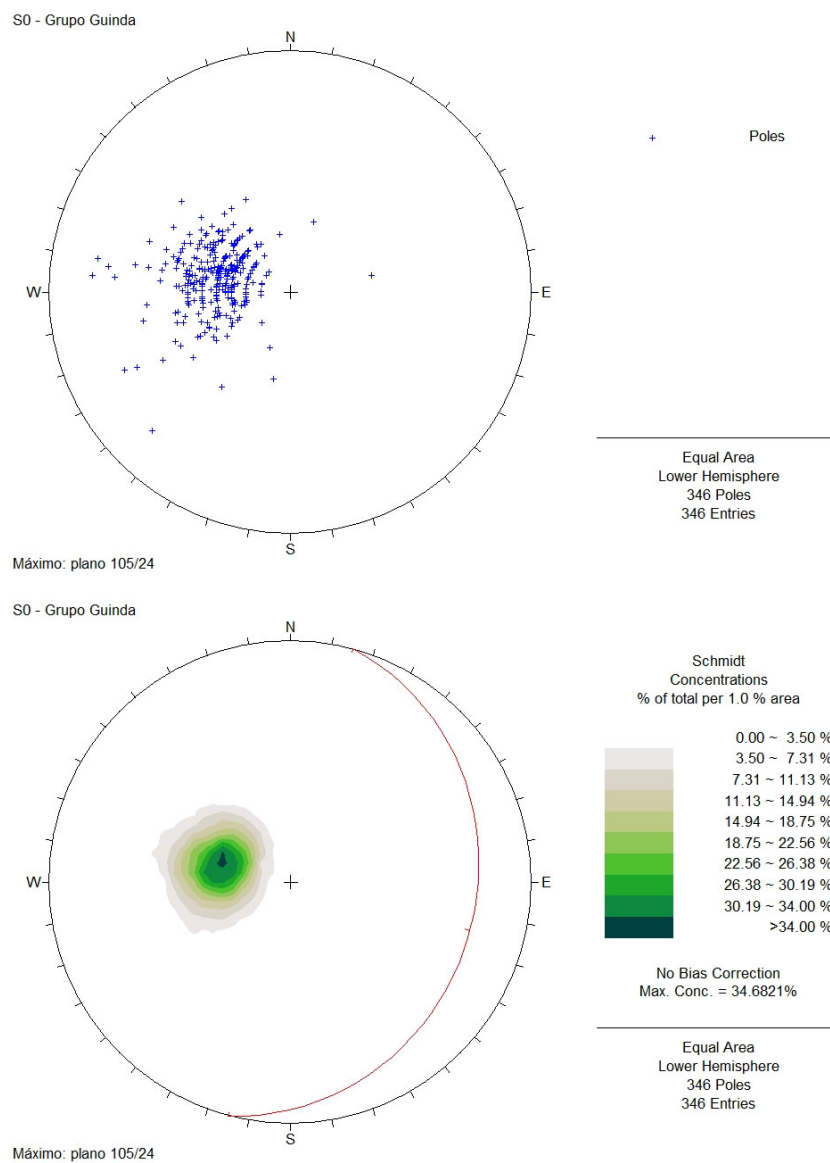 S0 - Grupo Guinda
N
Poles
W
E
Equal Area
Lower Hemisphere
346 Poles
346 Entries
S
Máximo: plano 105/24
S0 - Grupo Guinda
N
Schmidt
Concentrations
% of total per 1.0 % area
0.00 ~ 3.50 %
3.50 ~ 7.31 %
7.31 ~ 11.13 %
11.13 ~ 14.94 %
14.94 ~ 18.75 %
18.75 ~ 22.56 %
22.56 ~ 26.38 %
26.38 ~ 30.19 %
30.19 ~ 34.00 %
>34.00 %
W
E
No Bias Correction
Max. Conc. = 34.6821%
Equal Area
Lower Hemisphere
346 Poles
346 Entries
S
Máximo: plano 105/24